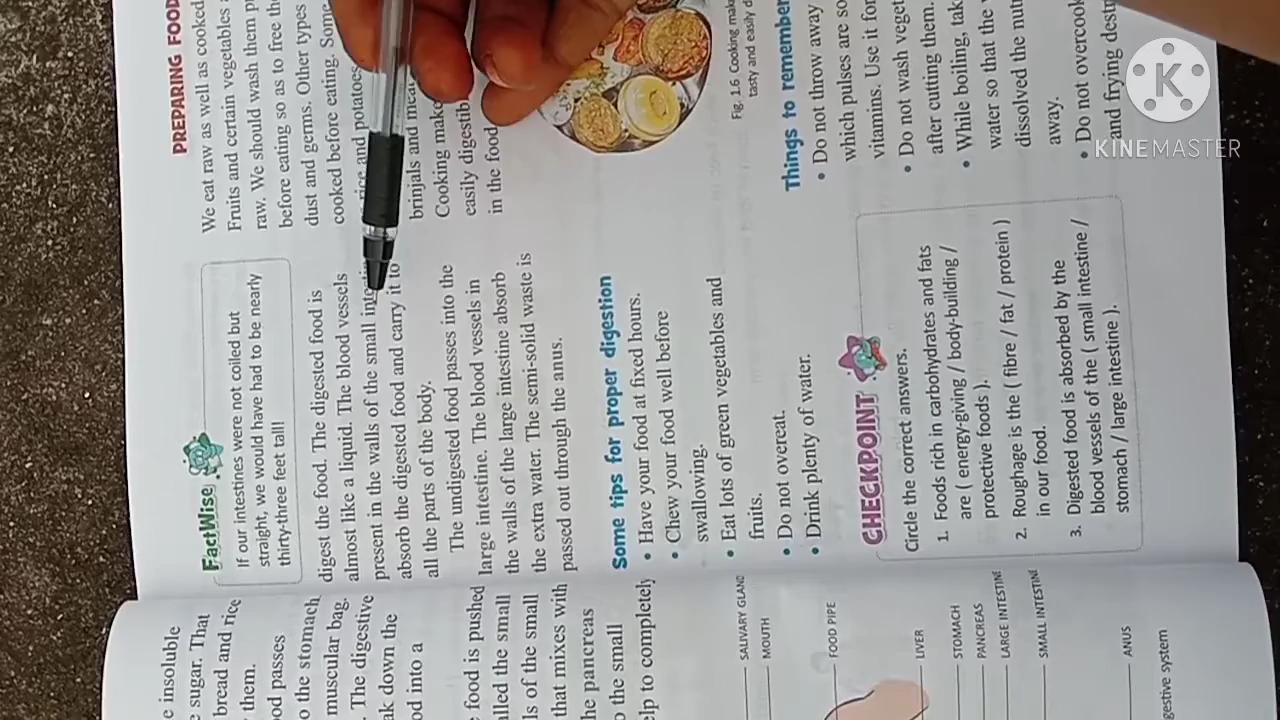 e insoluble
e sugar. That
bread and rice
them.
ood passes
o the stomach
muscular bag.
. The digestive
ak down the
od into a
food is pushed
lled the small
ls of the small
that mixes with
he pancreas
o the small
elp to completely
SALIVARY GLAND
MOUTH
FOOD PIPE
LIVER
STOMACH
PANCREAS
LARGE INTESTINE
SMALL INTESTINE
ANUS
gestive system
FactWise
If our intestines were not coiled but
straight, we would have had to be nearly
thirty-three feet tall!
digest the food. The digested food is
almost like a liquid. The blood vessels
present in the walls of the small
absorb the digested food and carry it to
all the parts of the body.
The undigested food passes into the
large intestine. The blood vessels in
the walls of the large intestine absorb
the extra water. The semi-solid waste is
passed out through the anus.
Some tips for proper digestion
• Have your food at fixed hours.
• Chew your food well before
swallowing.
• Eat lots of green vegetables and
fruits.
• Do not overeat.
• Drink plenty of water.
CHECKPOINT
Circle the correct answers.
1. Foods rich in carbohydrates and fats
are ( energy-giving / body-building /
protective foods ).
2. Roughage is the ( fibre / fat / protein )
in our food.
3. Digested food is absorbed by the
blood vessels of the ( small intestine /
stomach / large intestine ).
PREPARING FOOD
We eat raw as well as cooked
Fruits and certain vegetables
raw. We should wash them
before eating so as to free
dust and germs. Other types
cooked before eating. Some
rice and potatoes
brinjals and
Cooking
easily
in the food
Fig. 1.6 Cooking
tasty and easily
Things to remember
• Do not throw away
which pulses are
vitamins. Use it for
• Do not wash
after cutting them.
• While boiling,
water so that the
dissolved the
away.
• Do not overcook
and frying
K
KINEMASTER